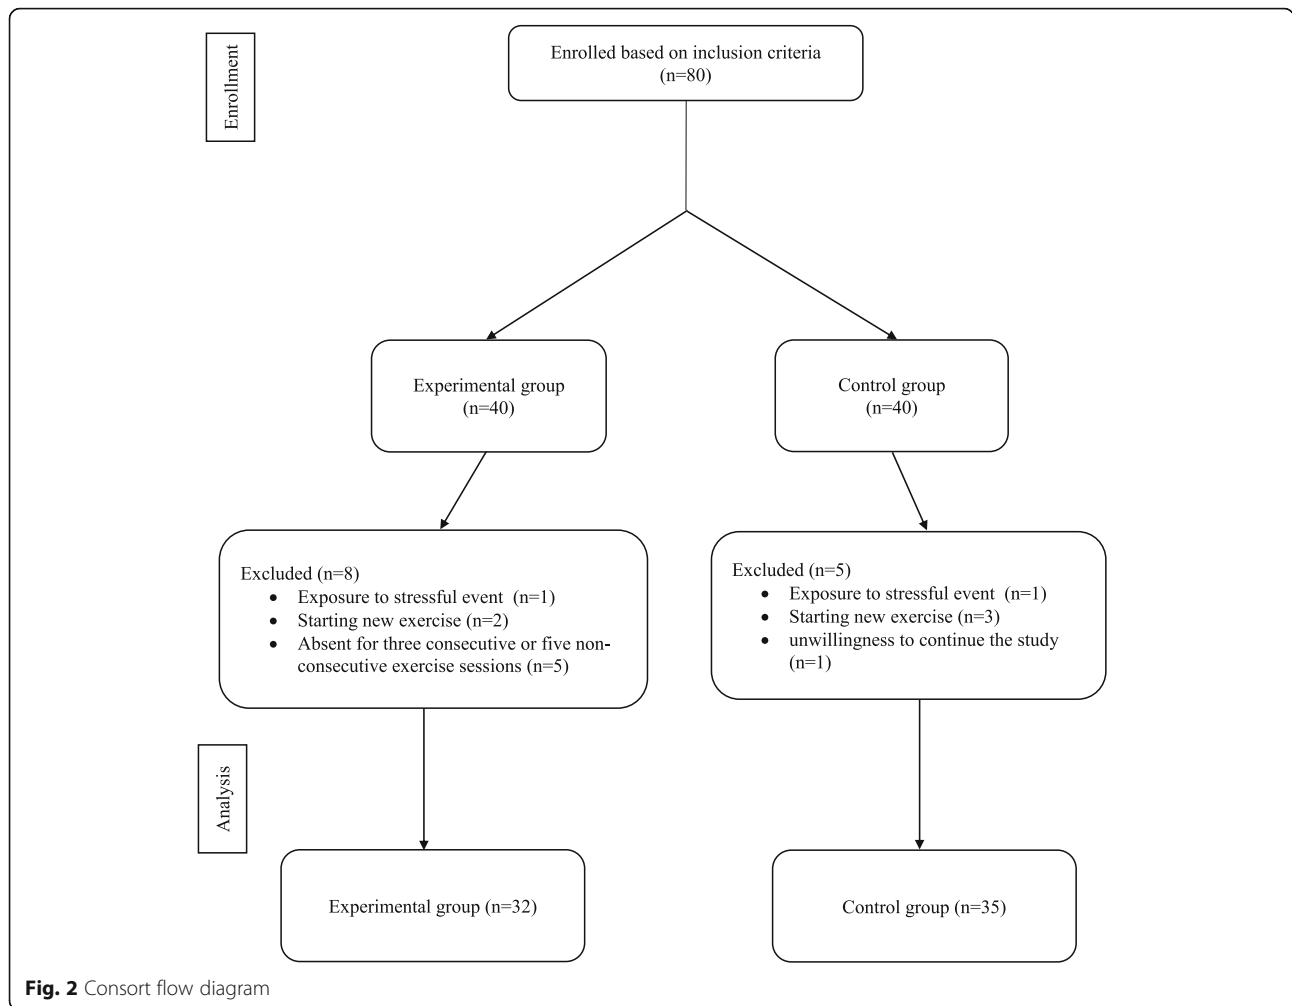 Enrollment
Enrolled based on inclusion criteria
(n=80)
Experimental group
(n=40)
Control group
(n=40)
Excluded (n=8)
• Exposure to stressful event (n=1)
• Starting new exercise (n=2)
• Absent for three consecutive or five non-
consecutive exercise sessions (n=5)
Excluded (n=5)
• Exposure to stressful event (n=1)
• Starting new exercise (n=3)
• unwillingness to continue the study
(n=1)
Analysis
Experimental group (n=32)
Control group (n=35)
Fig. 2 Consort flow diagram